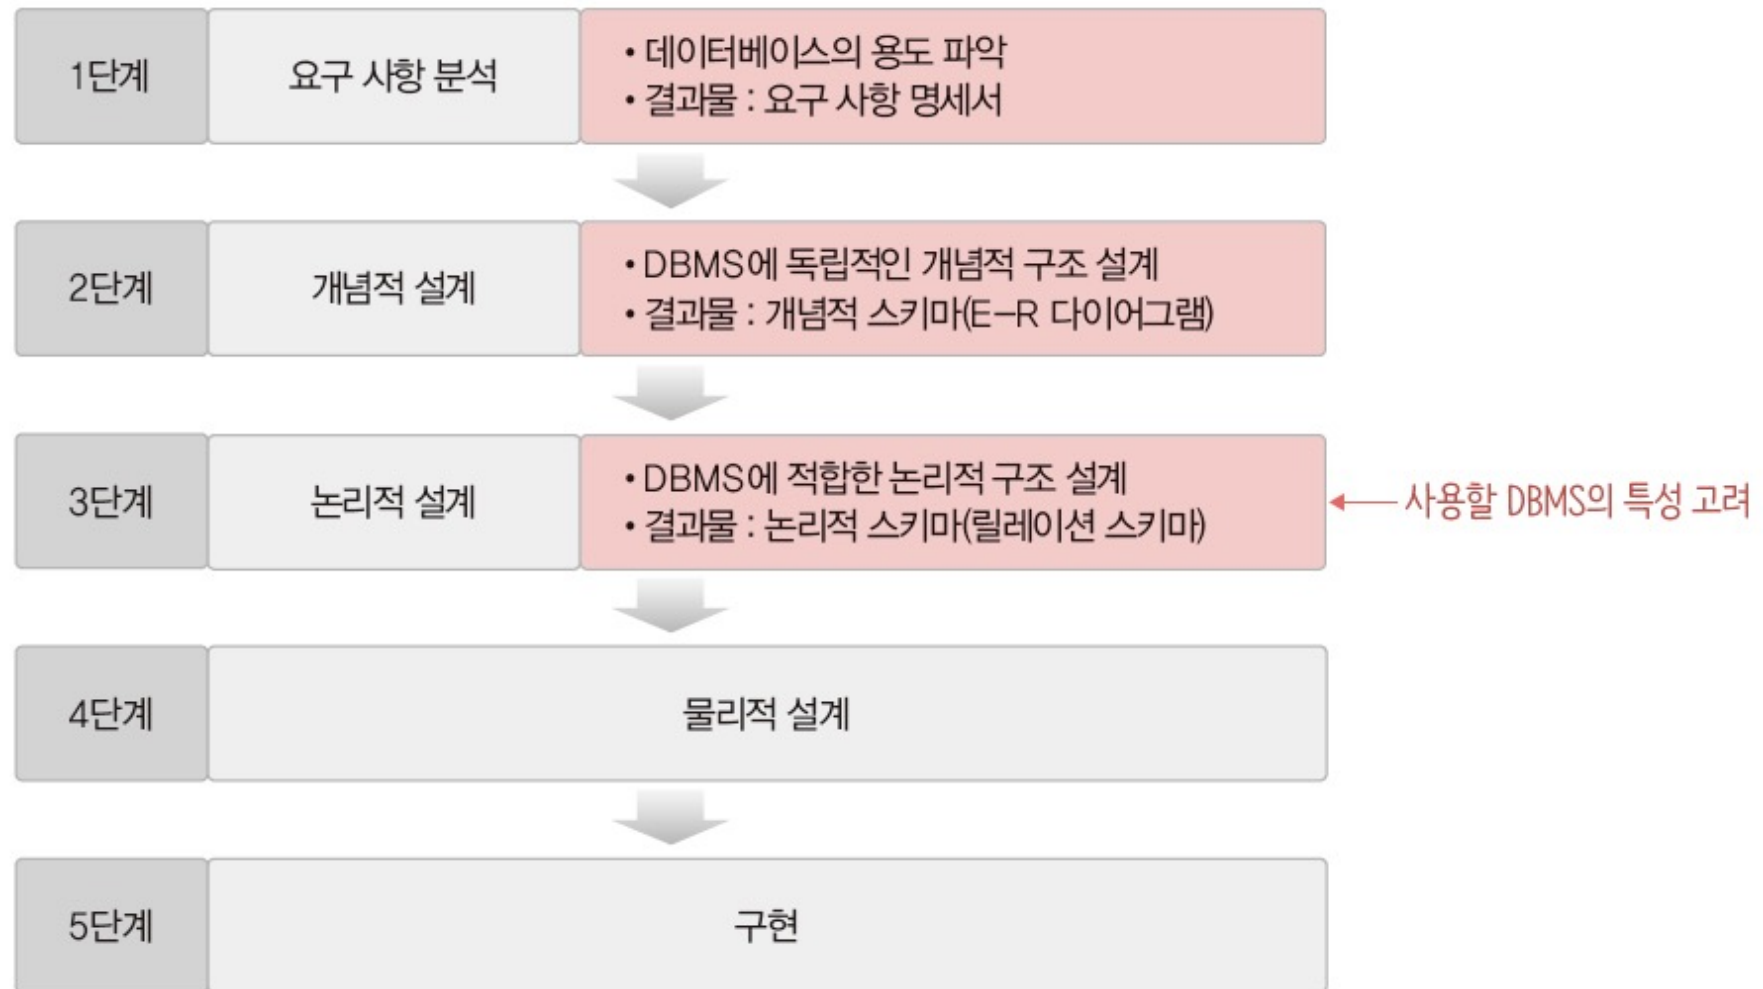 1단계
요구 사항 분석
• 데이터베이스의 용도 파악
• 결과물 : 요구 사항 명세서
2단계
개념적 설계
• DBMS에 독립적인 개념적 구조 설계
• 결과물 : 개념적 스키마(E-R 다이어그램)
3단계
논리적 설계
• DBMS에 적합한 논리적 구조 설계
• 결과물 : 논리적 스키마(릴레이션 스키마)
사용할 DBMS의 특성 고려
4단계
물리적 설계
5단계
구현